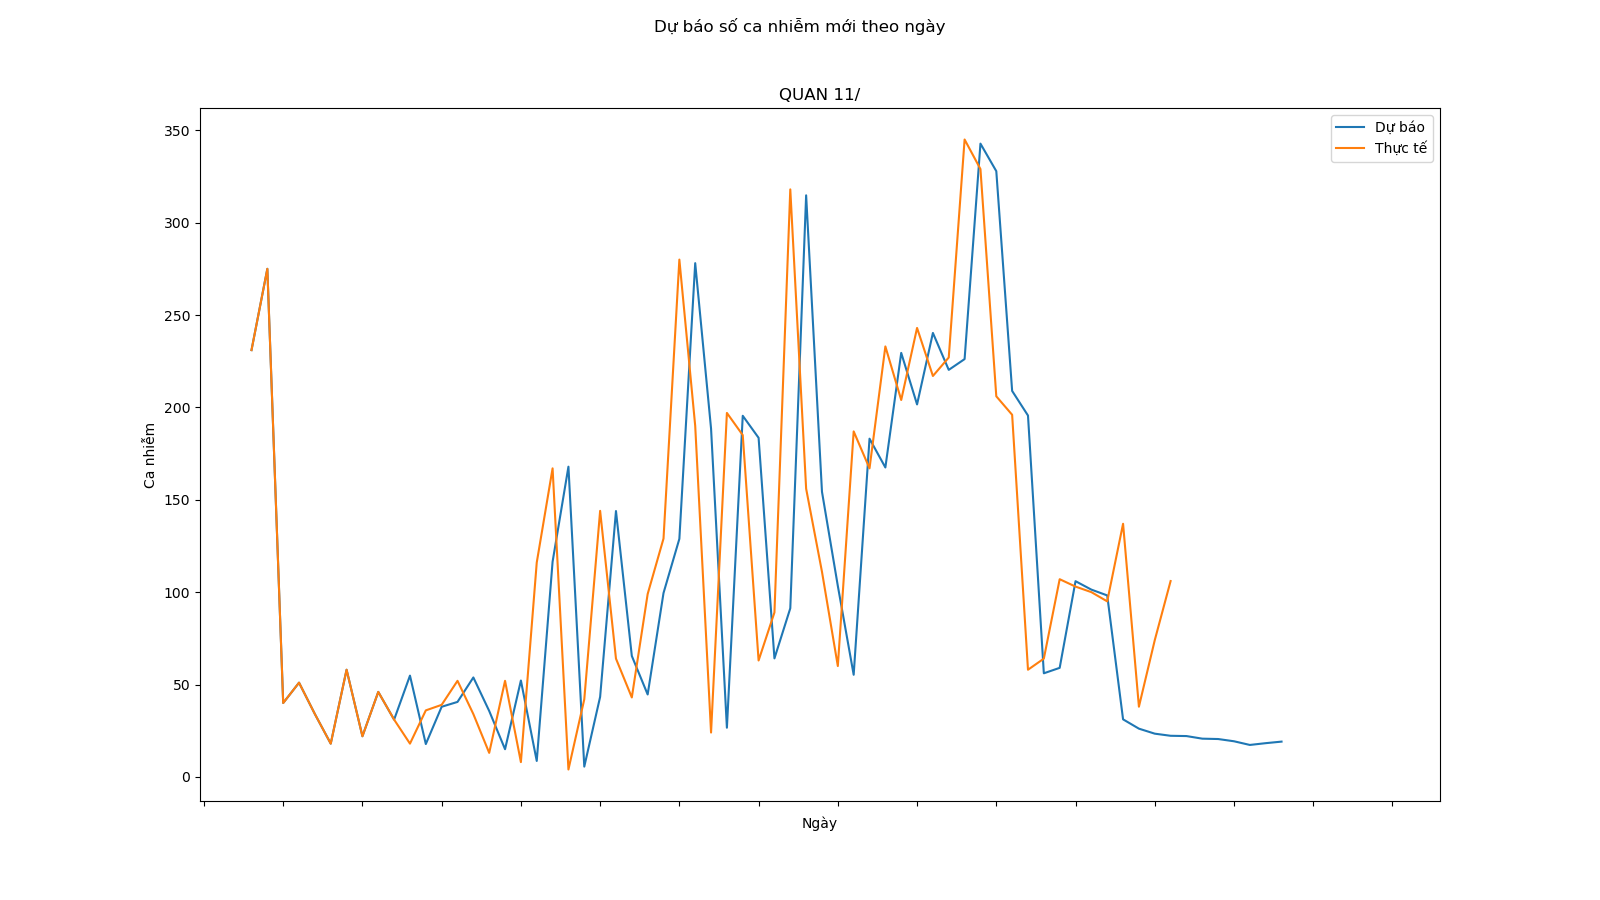 Dự báo số ca nhiễm mới theo ngày
QUAN 11/
Dự báo
Thực tế
350
300
250
200
150
100
50
0
Ca nhiễm
Ngày